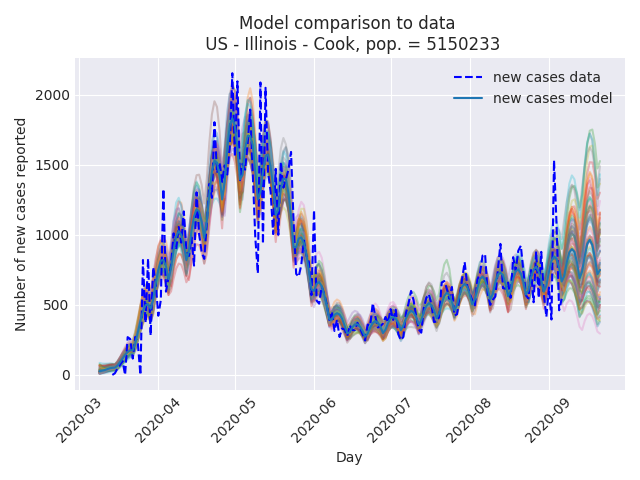 Model comparison to data
US - Illinois - Cook, pop. = 5150233
new cases data
new cases model
Number of new cases reported
2000
1500
1000
500
0
2020-03
2020-04
2020-05
2020-06
2020-07
2020-08
2020-09
Day